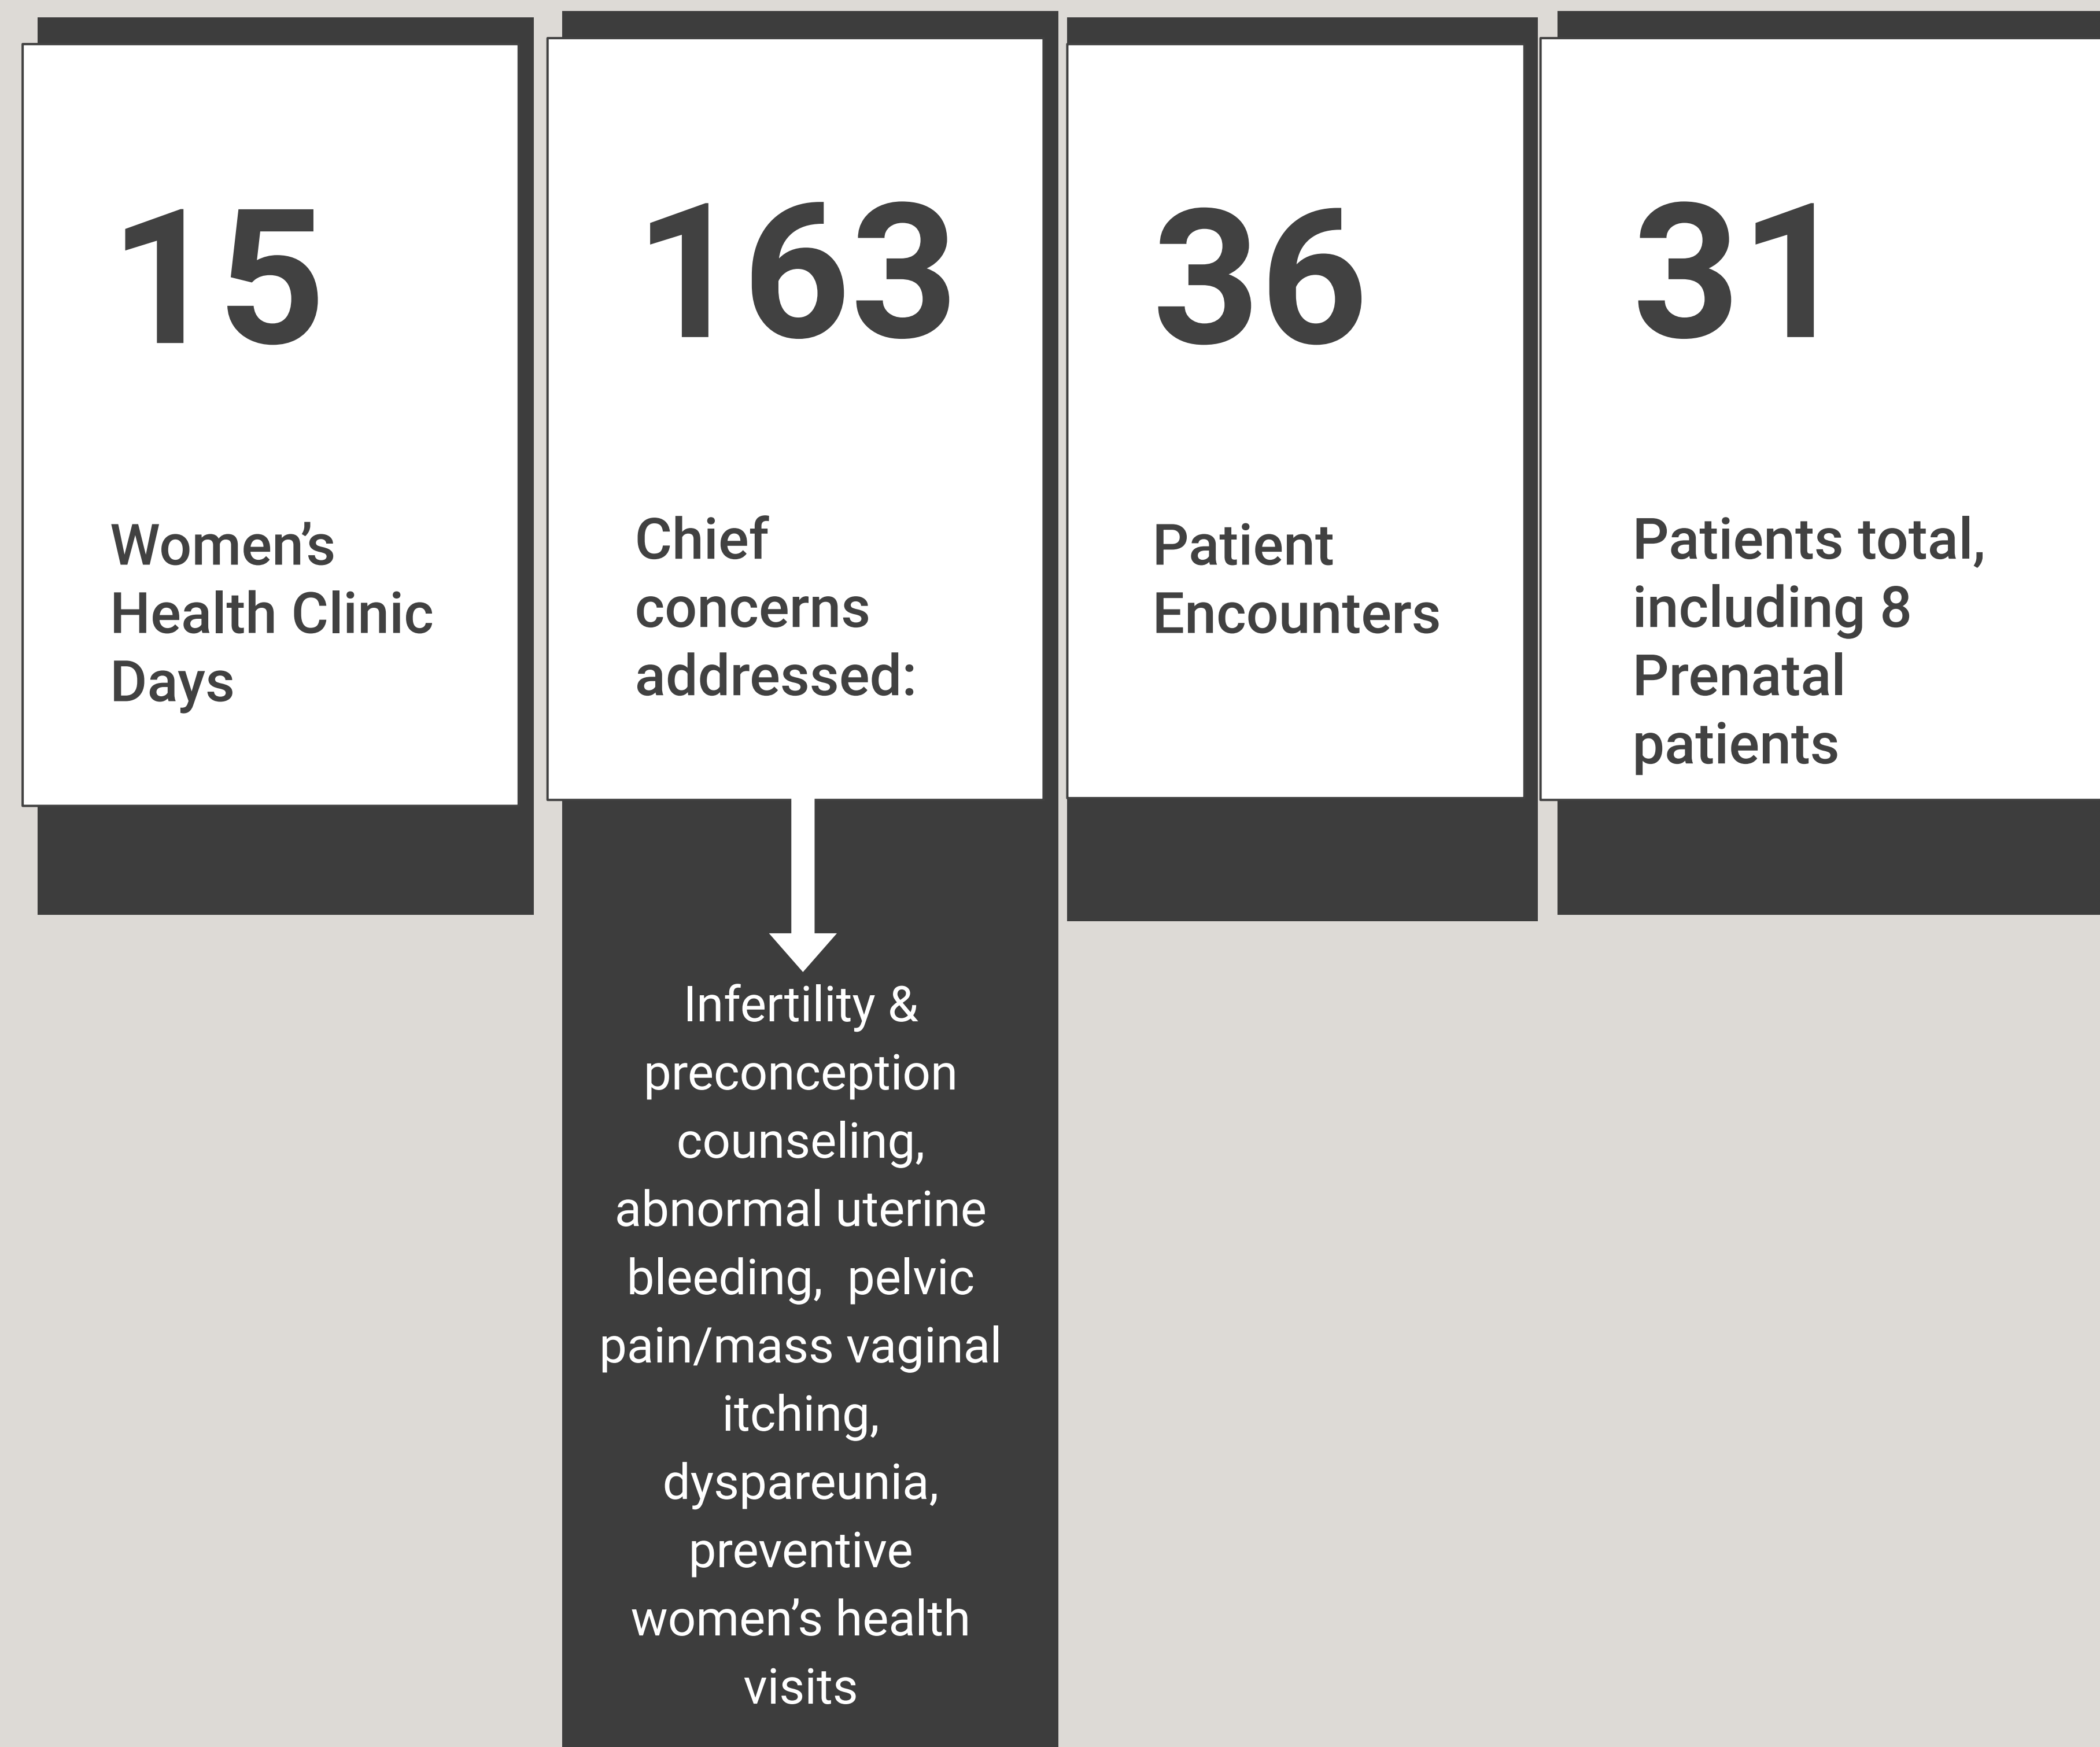 15
Women’s
Health Clinic
Days
163
Chief
concerns
addressed:
Infertility &
preconception
counseling,
abnormal uterine
bleeding,  pelvic
pain/mass vaginal
itching,
dyspareunia,
preventive
women’s health
visits
36
Patient
Encounters
31
Patients total,
including 8
Prenatal
patients